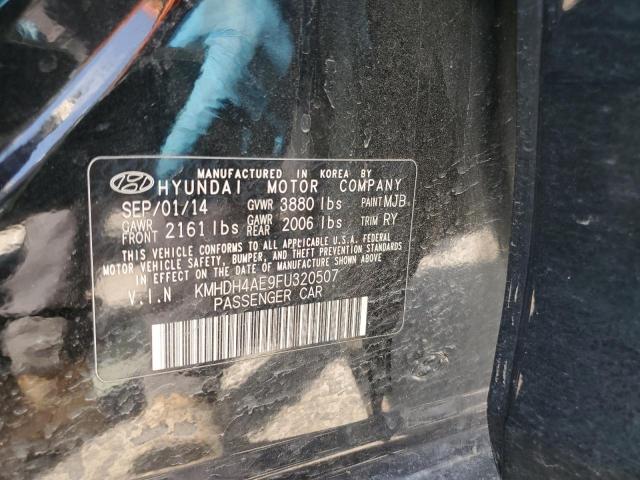 MANUFACTURED IN KOREA BY
HYUNDAI MOTOR COMPANY
SEP/01/14 GVWR 3880 lbs PAINT MJB
GAWR FRONT 2161 lbs GAWR REAR 2006 lbs TRIM RY
THIS VEHICLE CONFORMS TO ALL APPLICABLE U.S.A. FEDERAL
MOTOR VEHICLE SAFETY, BUMPER, AND THEFT PREVENTION
STANDARDS IN EFFECT ON THE DATE OF MANUFACTURE SHOWN ABOVE.
V.I.N KMHDH4AE9FU320507
PASSENGER CAR